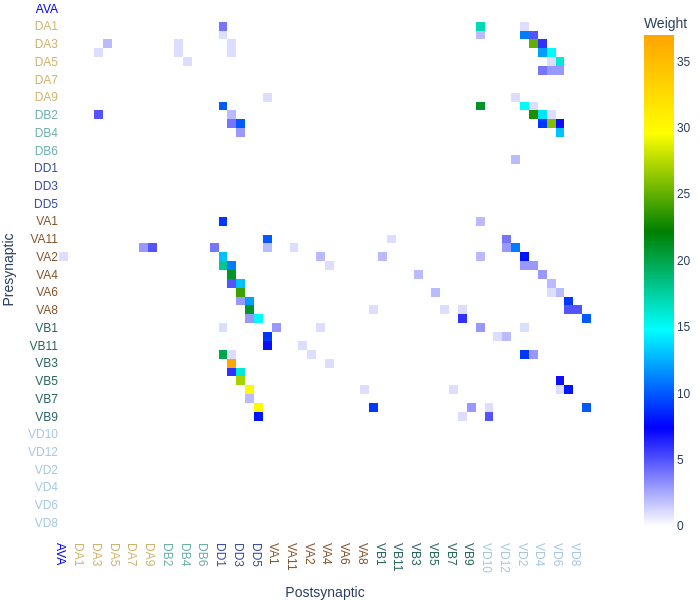 Weight
AVA
DA1
DA3
DA5
DA7
DA9
DB2
DB4
DB6
DD1
DD3
DD5
VA1
VA11
VA2
VA4
VA6
VA8
VB1
VB11
VB3
VB5
VB7
VB9
VD10
VD12
VD2
VD4
VD6
VD8
Presynaptic
35
30
25
20
15
10
5
0
AVA DA1 DA3 DA5 DA7 DA9 DB2 DB4 DB6 DD1 DD3 DD5 VA1 VA11 VA2 VA4 VA6 VA8 VB1 VB11 VB3 VB5 VB7 VB9 VD10 VD12 VD2 VD4 VD6 VD8
Postsynaptic